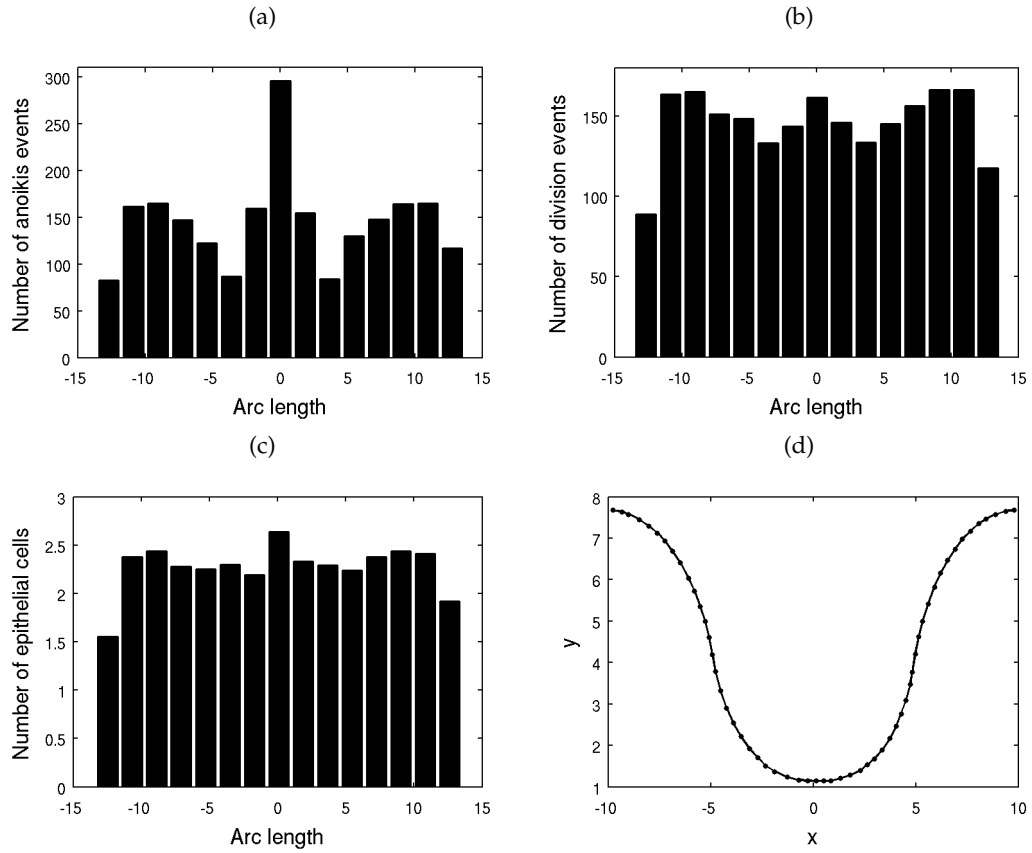 (a)
300
250
200
150
100
50
0
Number of anoikis events
-15 -10 -5 0 5 10 15
Arc length
(b)
150
100
50
0
Number of division events
-15 -10 -5 0 5 10 15
Arc length
(c)
3
2.5
2
1.5
1
0.5
0
Number of epithelial cells
-15 -10 -5 0 5 10 15
Arc length
(d)
8
7
6
5
4
3
2
1
y
-10 -5 0 5 10
x